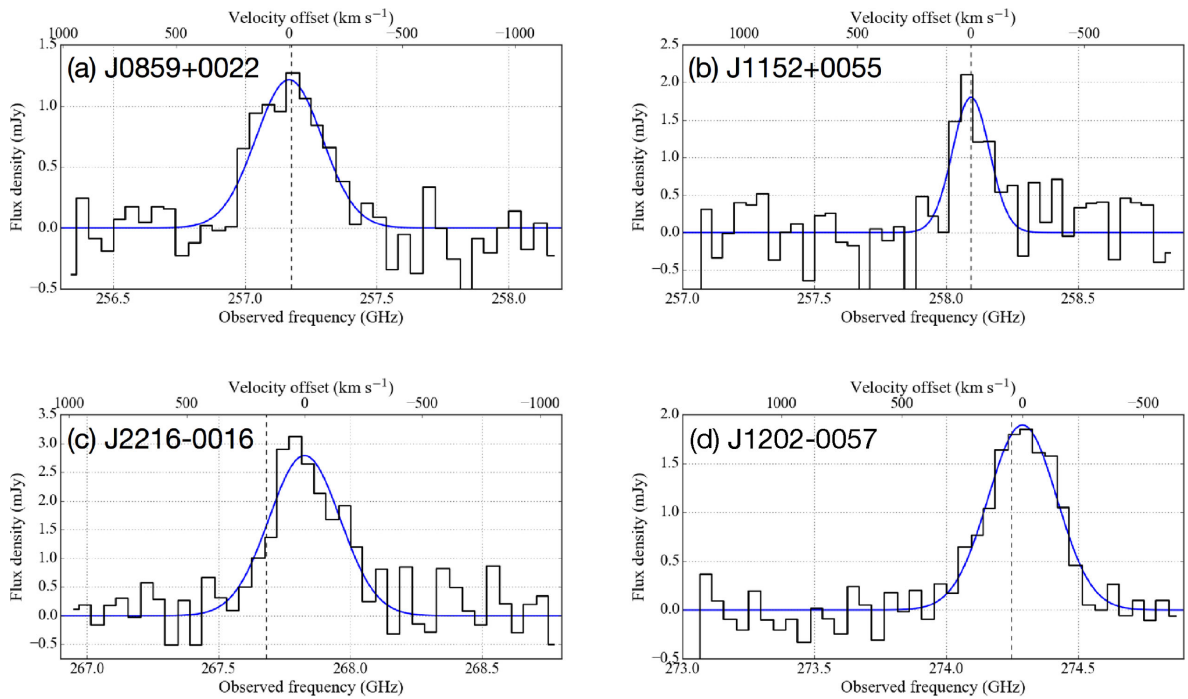 Velocity offset (km s⁻¹)
1000 500 0 −500 −1000
(a) J0859+0022
1.5
1.0
0.5
0.0
−0.5
Flux density (mJy)
256.5 257.0 257.5 258.0
Observed frequency (GHz)
Velocity offset (km s⁻¹)
1000 500 0 −500
(b) J1152+0055
2.5
2.0
1.5
1.0
0.5
0.0
−0.5
Flux density (mJy)
257.0 257.5 258.0 258.5
Observed frequency (GHz)
Velocity offset (km s⁻¹)
1000 500 0 −500 −1000
(c) J2216-0016
3.5
3.0
2.5
2.0
1.5
1.0
0.5
0.0
−0.5
Flux density (mJy)
267.0 267.5 268.0 268.5
Observed frequency (GHz)
Velocity offset (km s⁻¹)
1000 500 0 −500
(d) J1202-0057
2.0
1.5
1.0
0.5
0.0
−0.5
Flux density (mJy)
273.0 273.5 274.0 274.5
Observed frequency (GHz)